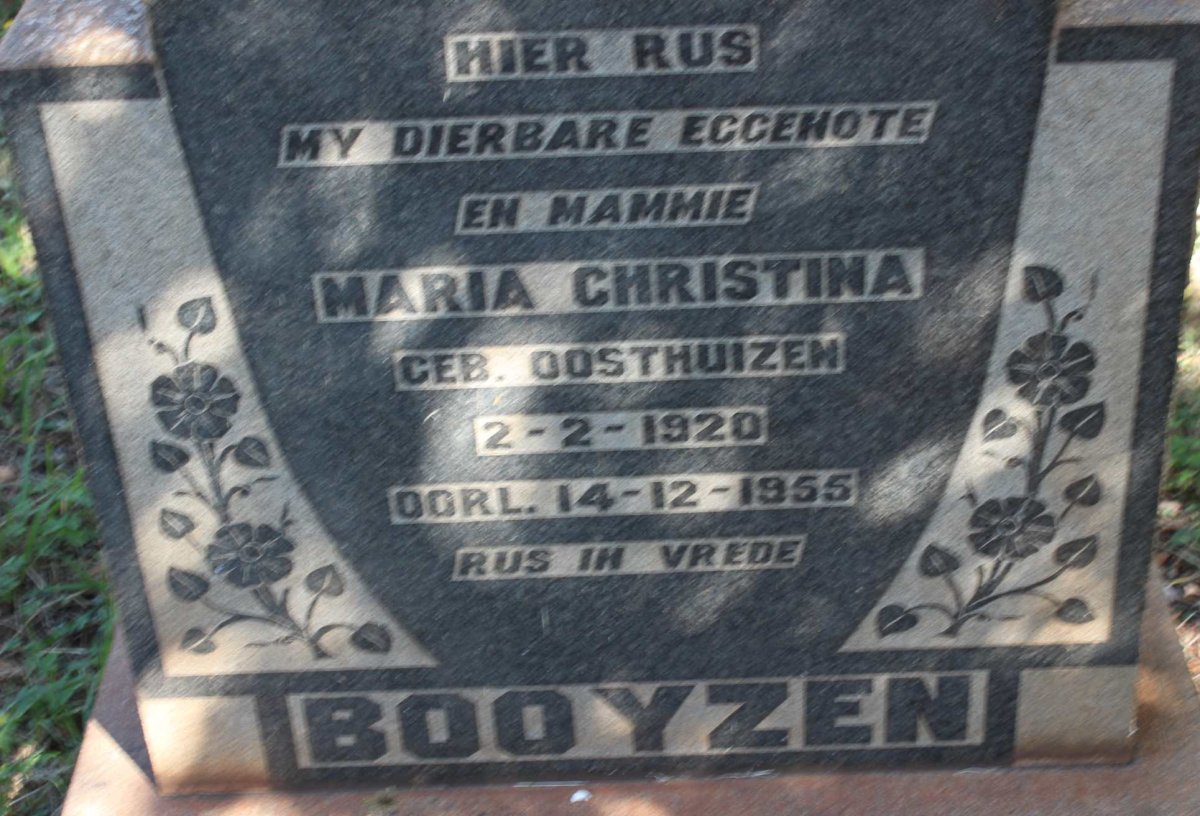 HIER RUS
MY DIERBARE EGGENOTE
EN MAMMIE
MARIA CHRISTINA
GEB. OOSTHUIZEN
2-2-1920
OORL. 14-12-1955
RUS IN VREDE
BOOYZEN